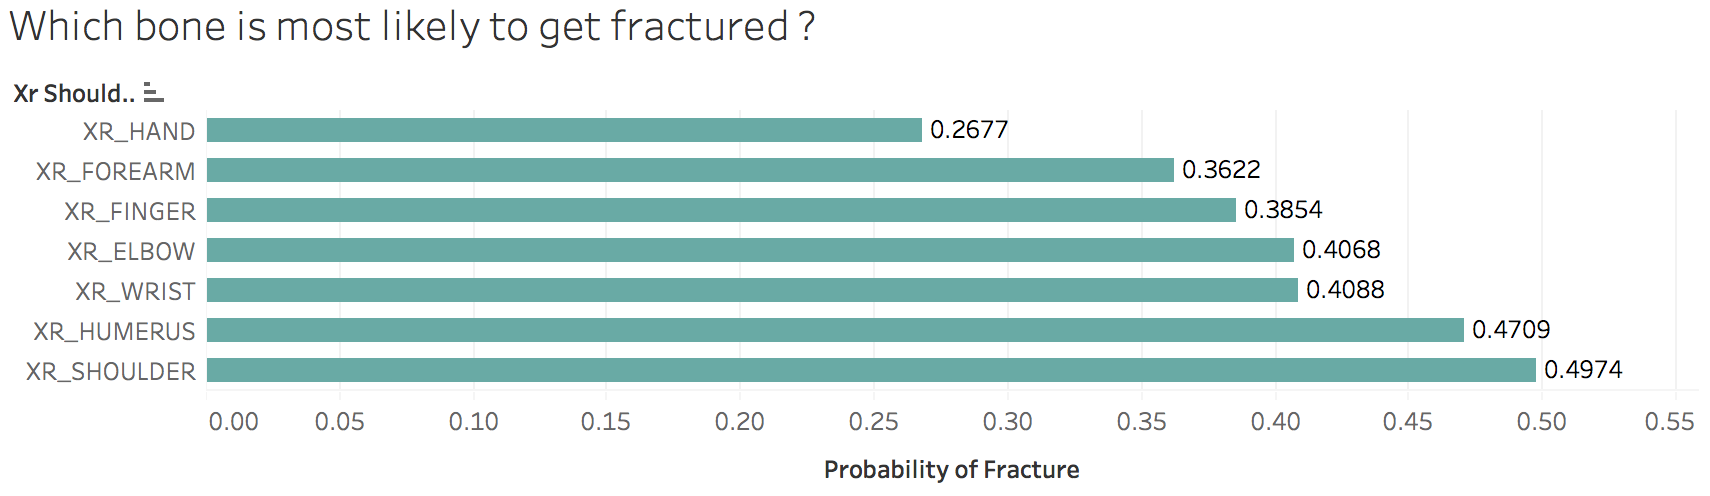 Which bone is most likely to get fractured ?
Xr Should..
XR_HAND 0.2677
XR_FOREARM 0.3622
XR_FINGER 0.3854
XR_ELBOW 0.4068
XR_WRIST 0.4088
XR_HUMERUS 0.4709
XR_SHOULDER 0.4974
0.00 0.05 0.10 0.15 0.20 0.25 0.30 0.35 0.40 0.45 0.50 0.55
Probability of Fracture